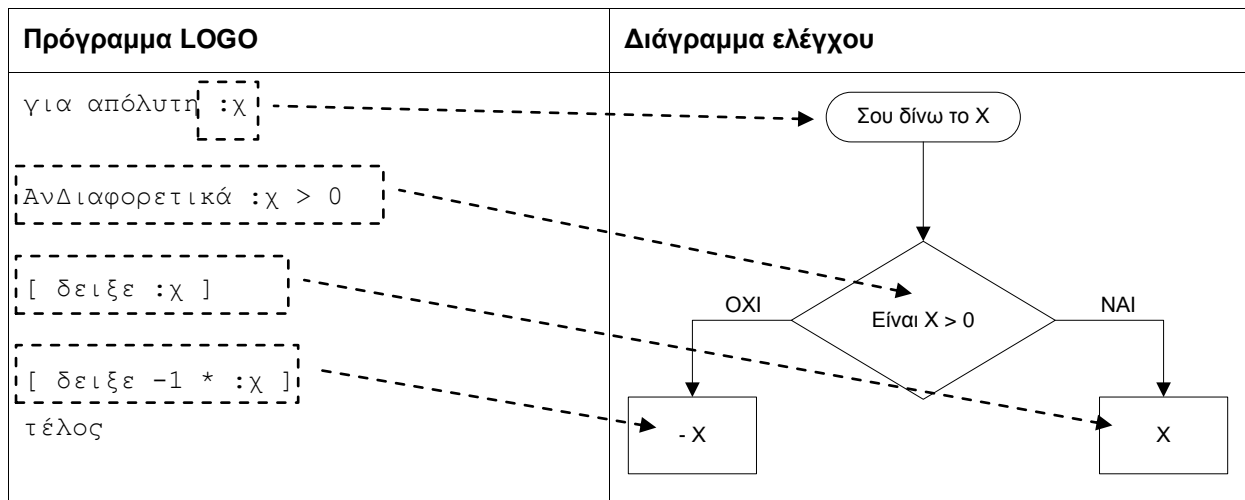 Πρόγραμμα LOGO
Διάγραμμα ελέγχου
για απόλυτη :χ
ΑνΔιαφορετικά :χ > 0
[ δειξε :χ ]
[ δειξε -1 * :χ ]
τέλος
Σου δίνω το Χ
ΟΧΙ
Είναι Χ > 0
ΝΑΙ
- Χ
Χ